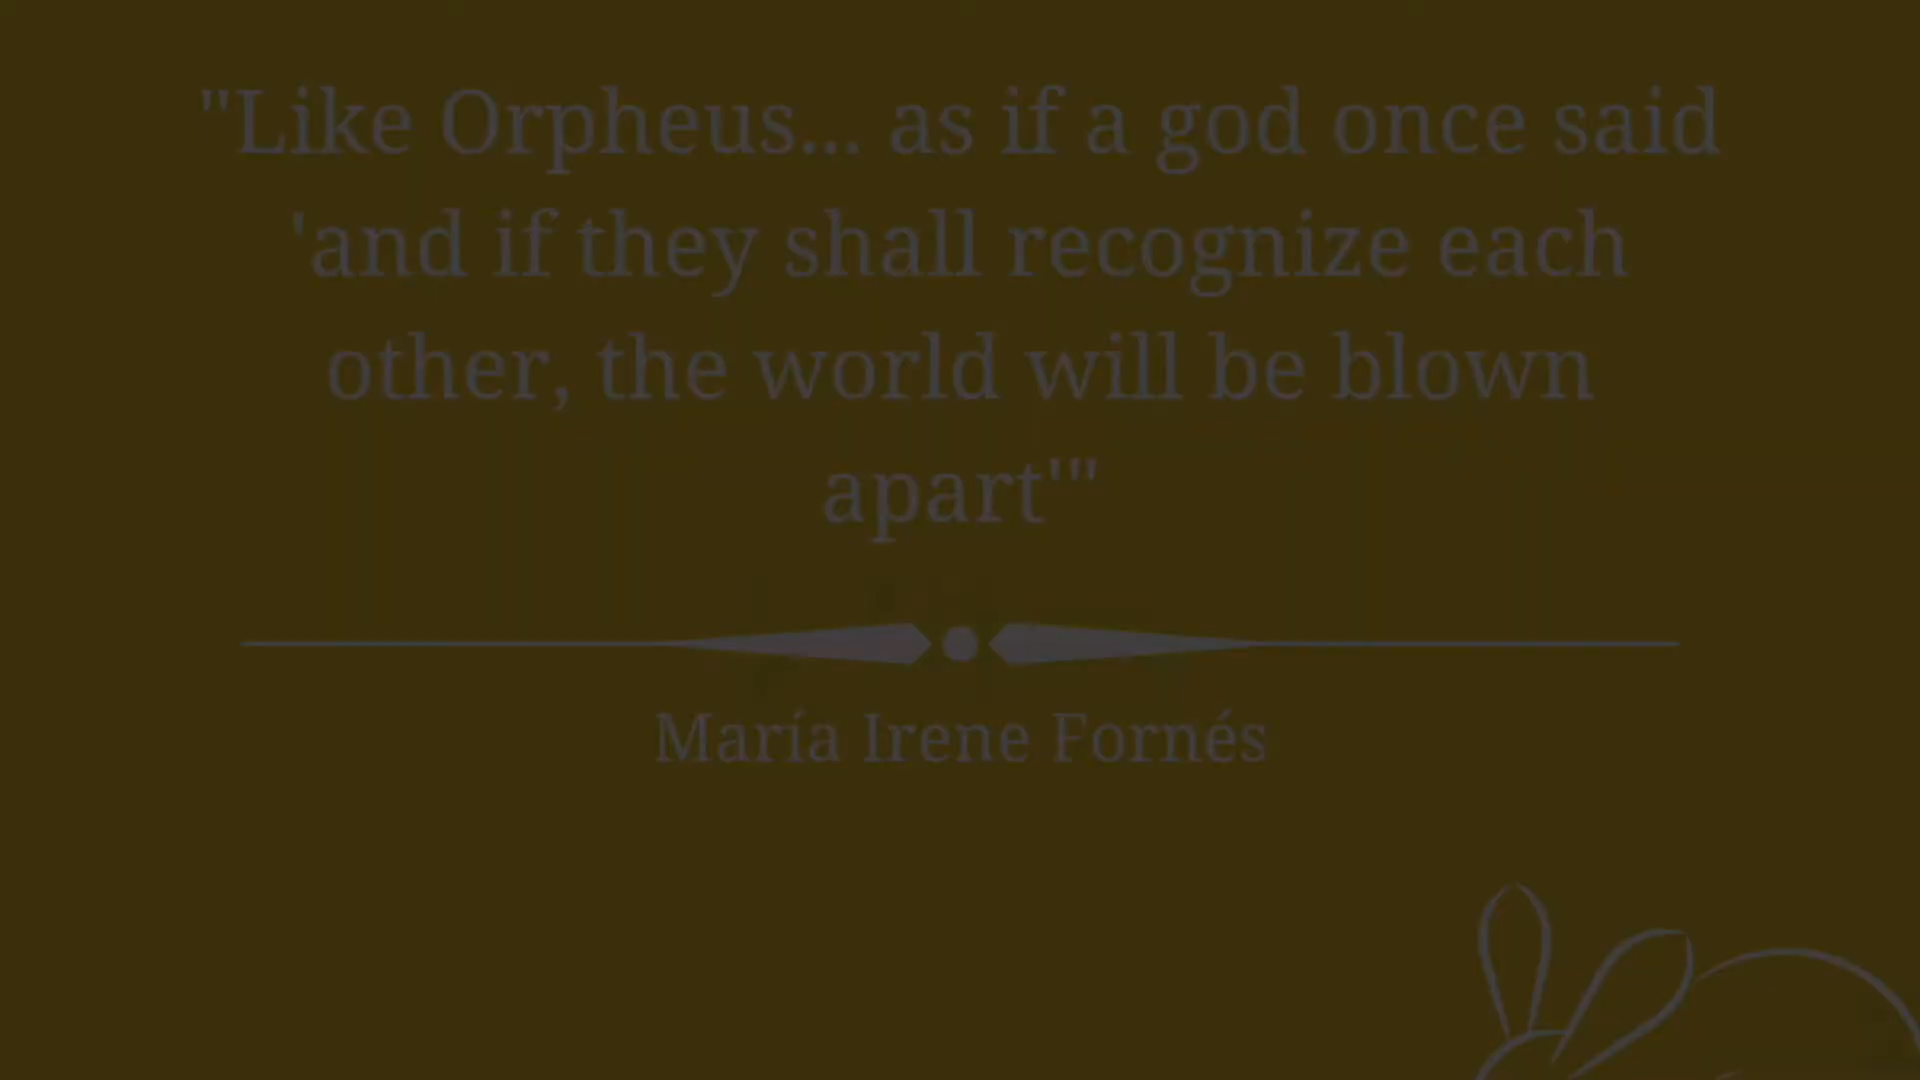 "Like Orpheus... as if a god once said
'and if they shall recognize each
other, the world will be blown
apart'"
María Irene Fornés